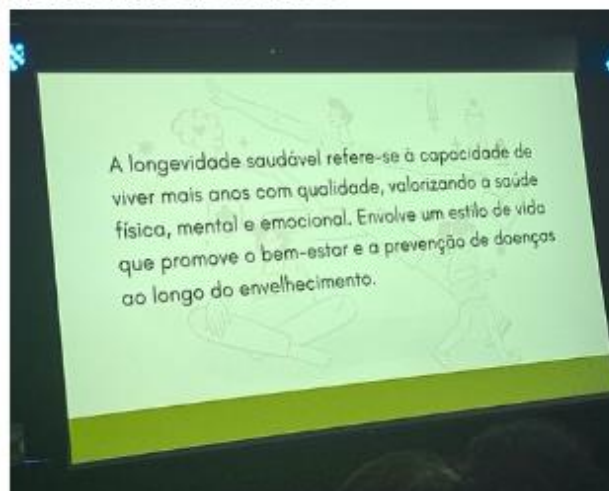 A longevidade saudável refere-se à capacidade de
viver mais anos com qualidade, valorizando a saúde
física, mental e emocional. Envolve um estilo de vida
que promove o bem-estar e a prevenção de doenças
ao longo do envelhecimento.